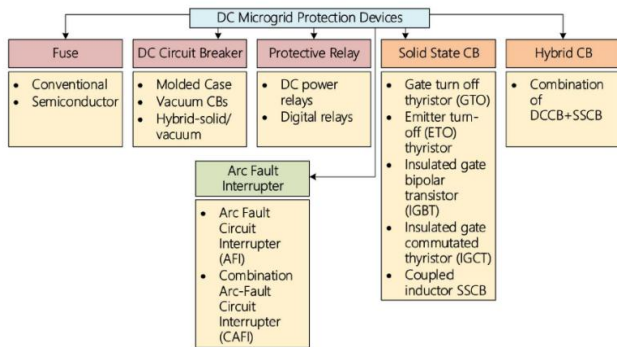 DC Microgrid Protection Devices
Fuse
• Conventional
• Semiconductor
DC Circuit Breaker
• Molded Case
• Vacuum CBs
• Hybrid-solid/
vacuum
Protective Relay
• DC power
relays
• Digital relays
Solid State CB
• Gate turn off
thyristor (GTO)
• Emitter turn-
off (ETO) thyristor
• Insulated gate
bipolar
transistor
(IGBT)
• Insulated gate
commutated
thyristor (IGCT)
• Coupled
inductor SSCB
Hybrid CB
• Combination
of
DCCB+SSCB
Arc Fault
Interrupter
• Arc Fault
Circuit
Interrupter
(AFI)
• Combination
Arc-Fault
Circuit
Interrupter
(CAFI)